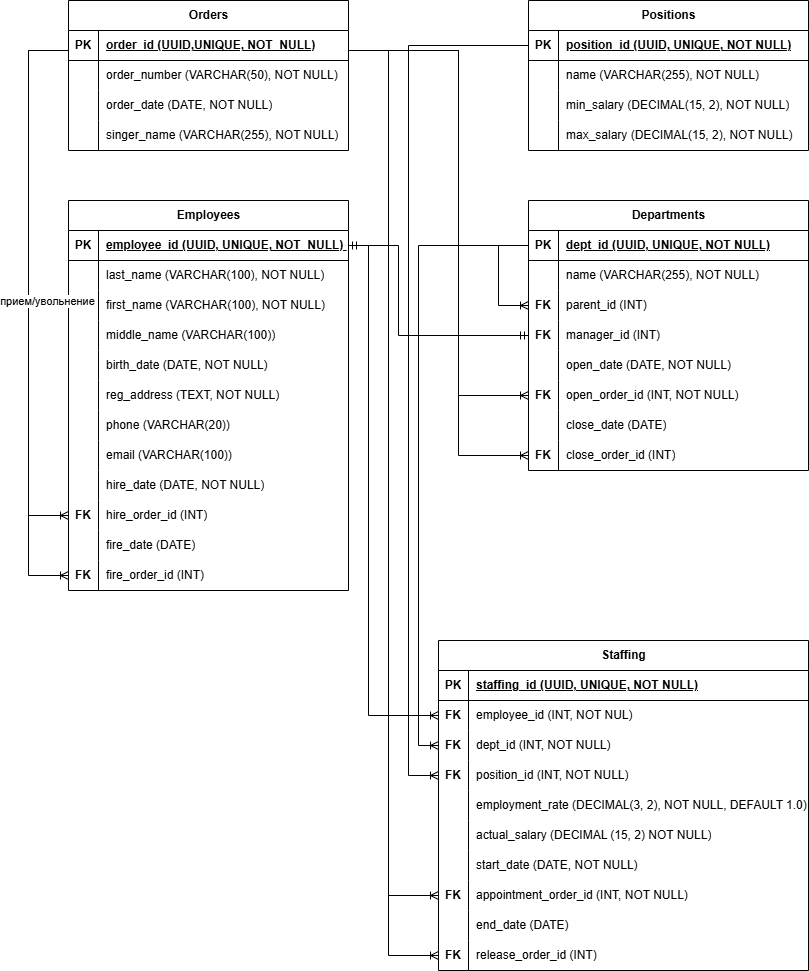 Orders
PK order_id (UUID,UNIQUE, NOT NULL)
order_number (VARCHAR(50), NOT NULL)
order_date (DATE, NOT NULL)
singer_name (VARCHAR(255), NOT NULL)
Positions
PK position_id (UUID, UNIQUE, NOT NULL)
name (VARCHAR(255), NOT NULL)
min_salary (DECIMAL(15, 2), NOT NULL)
max_salary (DECIMAL(15, 2), NOT NULL)
Employees
PK employee_id (UUID, UNIQUE, NOT NULL)
last_name (VARCHAR(100), NOT NULL)
first_name (VARCHAR(100), NOT NULL)
middle_name (VARCHAR(100))
birth_date (DATE, NOT NULL)
reg_address (TEXT, NOT NULL)
phone (VARCHAR(20))
email (VARCHAR(100))
hire_date (DATE, NOT NULL)
FK hire_order_id (INT)
fire_date (DATE)
FK fire_order_id (INT)
прием/увольнение
Departments
PK dept_id (UUID, UNIQUE, NOT NULL)
name (VARCHAR(255), NOT NULL)
FK parent_id (INT)
FK manager_id (INT)
open_date (DATE, NOT NULL)
FK open_order_id (INT, NOT NULL)
close_date (DATE)
FK close_order_id (INT)
Staffing
PK staffing_id (UUID, UNIQUE, NOT NULL)
FK employee_id (INT, NOT NUL)
FK dept_id (INT, NOT NULL)
FK position_id (INT, NOT NULL)
employment_rate (DECIMAL(3, 2), NOT NULL, DEFAULT 1.0)
actual_salary (DECIMAL (15, 2) NOT NULL)
start_date (DATE, NOT NULL)
FK appointment_order_id (INT, NOT NULL)
end_date (DATE)
FK release_order_id (INT)